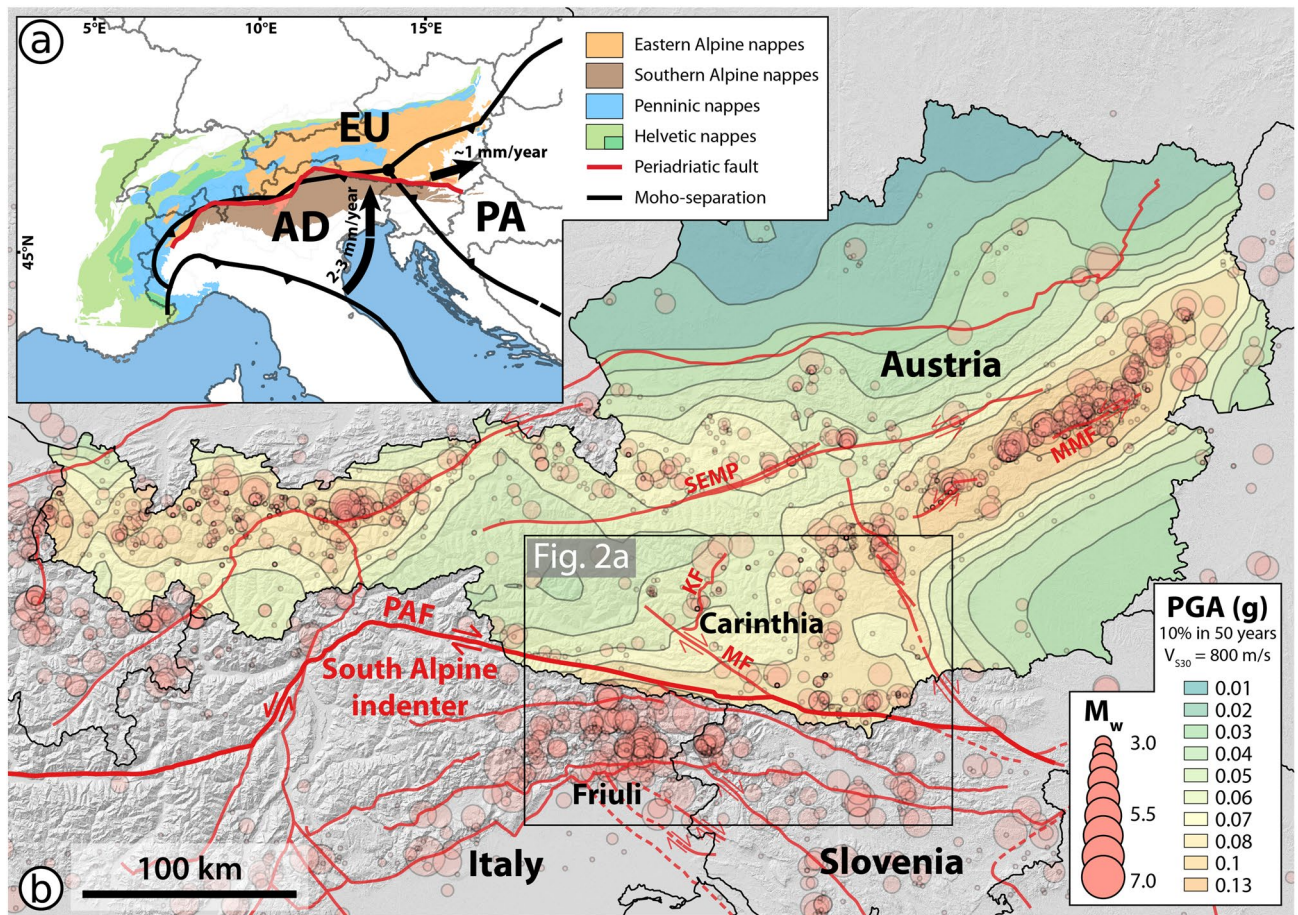 a
5°E
10°E
15°E
45°N
EU
AD
PA
~1 mm/year
2-3 mm/year
Eastern Alpine nappes
Southern Alpine nappes
Penninic nappes
Helvetic nappes
Periadriatic fault
Moho-separation
Austria
SEMP
MMF
Fig. 2a
KF
Carinthia
MF
PAF
South Alpine
indenter
Friuli
Italy
Slovenia
b
100 km
Mw
3.0
5.5
7.0
PGA (g)
10% in 50 years
VS30 = 800 m/s
0.01
0.02
0.03
0.04
0.05
0.06
0.07
0.08
0.1
0.13